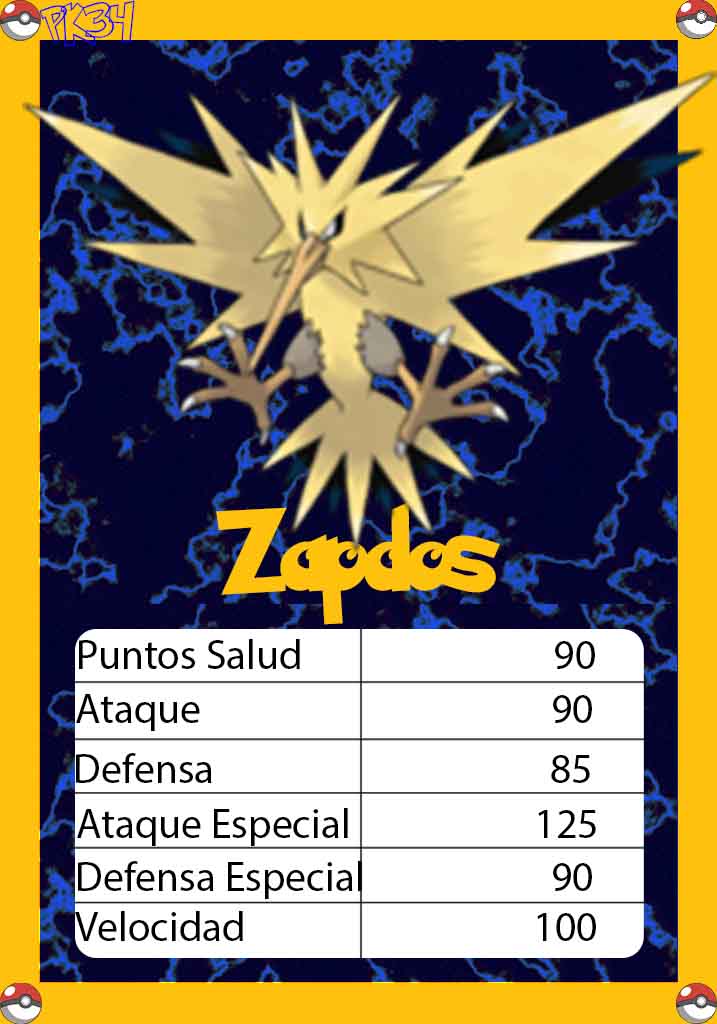 PK34
Zapdos
Puntos Salud 90
Ataque 90
Defensa 85
Ataque Especial 125
Defensa Especial 90
Velocidad 100